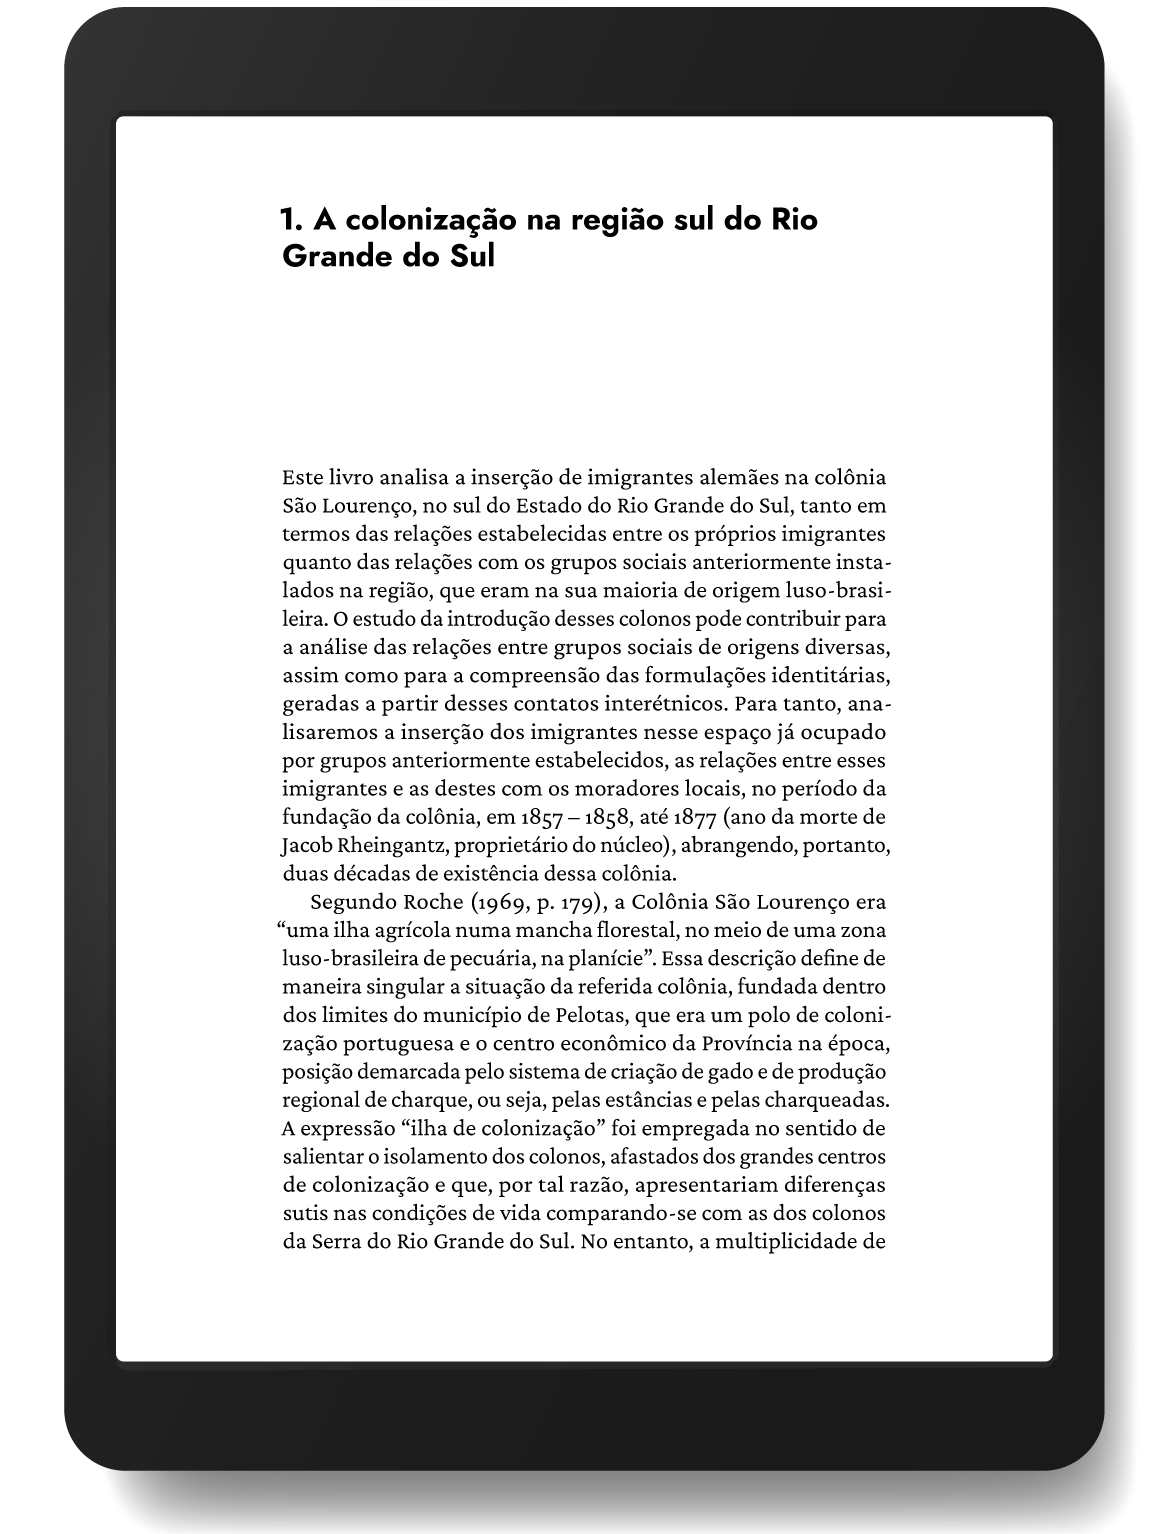 1. A colonização na região sul do Rio
Grande do Sul
Este livro analisa a inserção de imigrantes alemães na colônia
São Lourenço, no sul do Estado do Rio Grande do Sul, tanto em
termos das relações estabelecidas entre os próprios imigrantes
quanto das relações com os grupos sociais anteriormente insta-
lados na região, que eram na sua maioria de origem luso-brasi-
leira. O estudo da introdução desses colonos pode contribuir para
a análise das relações entre grupos sociais de origens diversas,
assim como para a compreensão das formulações identitárias,
geradas a partir desses contatos interétnicos. Para tanto, ana-
lisaremos a inserção dos imigrantes nesse espaço já ocupado
por grupos anteriormente estabelecidos, as relações entre esses
imigrantes e as destes com os moradores locais, no período da
fundação da colônia, em 1857 – 1858, até 1877 (ano da morte de
Jacob Rheingantz, proprietário do núcleo), abrangendo, portanto,
duas décadas de existência dessa colônia.
Segundo Roche (1969, p. 179), a Colônia São Lourenço era
“uma ilha agrícola numa mancha florestal, no meio de uma zona
luso-brasileira de pecuária, na planície”. Essa descrição define de
maneira singular a situação da referida colônia, fundada dentro
dos limites do município de Pelotas, que era um polo de coloni-
zação portuguesa e o centro econômico da Província na época,
posição demarcada pelo sistema de criação de gado e de produção
regional de charque, ou seja, pelas estâncias e pelas charqueadas.
A expressão “ilha de colonização” foi empregada no sentido de
salientar o isolamento dos colonos, afastados dos grandes centros
de colonização e que, por tal razão, apresentariam diferenças
sutis nas condições de vida comparando-se com as dos colonos
da Serra do Rio Grande do Sul. No entanto, a multiplicidade de